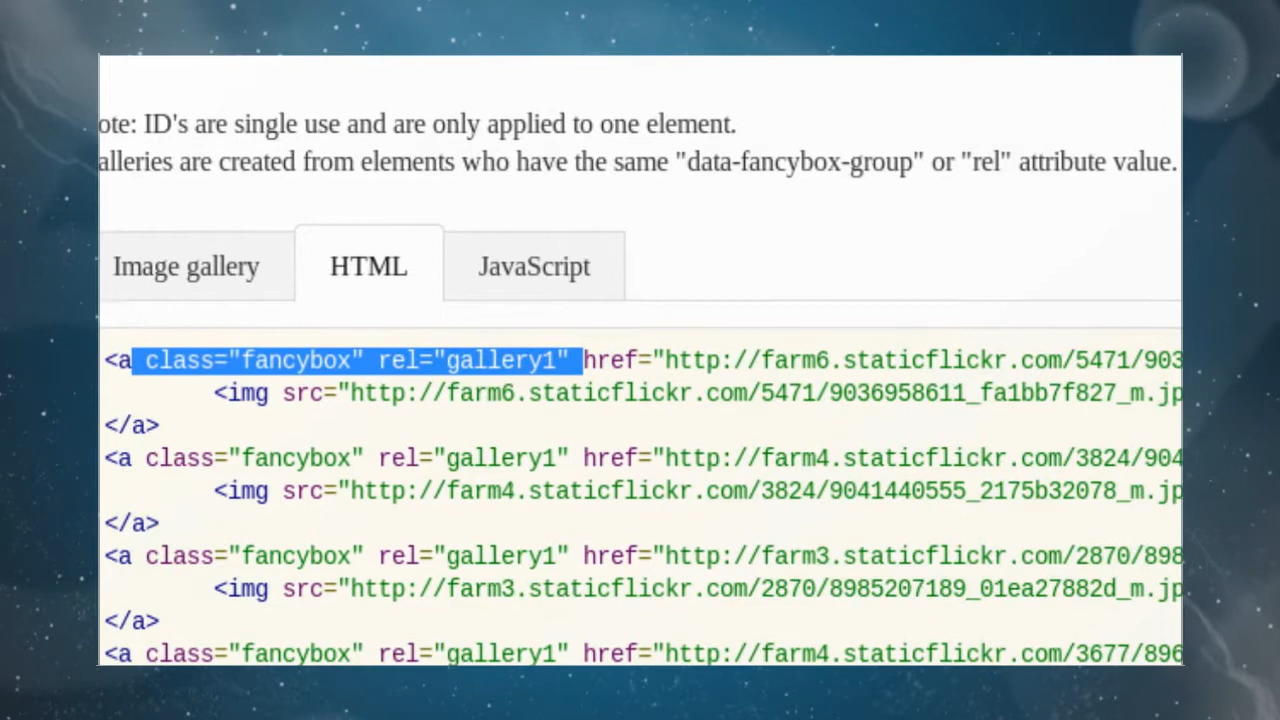 ote: ID's are single use and are only applied to one element.
alleries are created from elements who have the same "data-fancybox-group" or "rel" attribute value.
Image gallery HTML JavaScript
<a class="fancybox" rel="gallery1" href="http://farm6.staticflickr.com/5471/903
<img src="http://farm6.staticflickr.com/5471/9036958611_fa1bb7f827_m.jp
</a>
<a class="fancybox" rel="gallery1" href="http://farm4.staticflickr.com/3824/904
<img src="http://farm4.staticflickr.com/3824/9041440555_2175b32078_m.jp
</a>
<a class="fancybox" rel="gallery1" href="http://farm3.staticflickr.com/2870/898
<img src="http://farm3.staticflickr.com/2870/8985207189_01ea27882d_m.jp
</a>
<a class="fancybox" rel="gallery1" href="http://farm4.staticflickr.com/3677/896